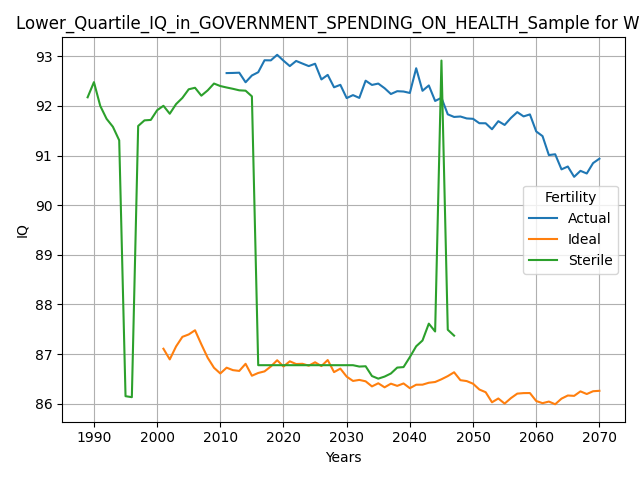 Lower_Quartile_IQ_in_GOVERNMENT_SPENDING_ON_HEALTH_Sample for W
93
92
91
90
89
88
87
86
IQ
Fertility
Actual
Ideal
Sterile
1990 2000 2010 2020 2030 2040 2050 2060 2070
Years